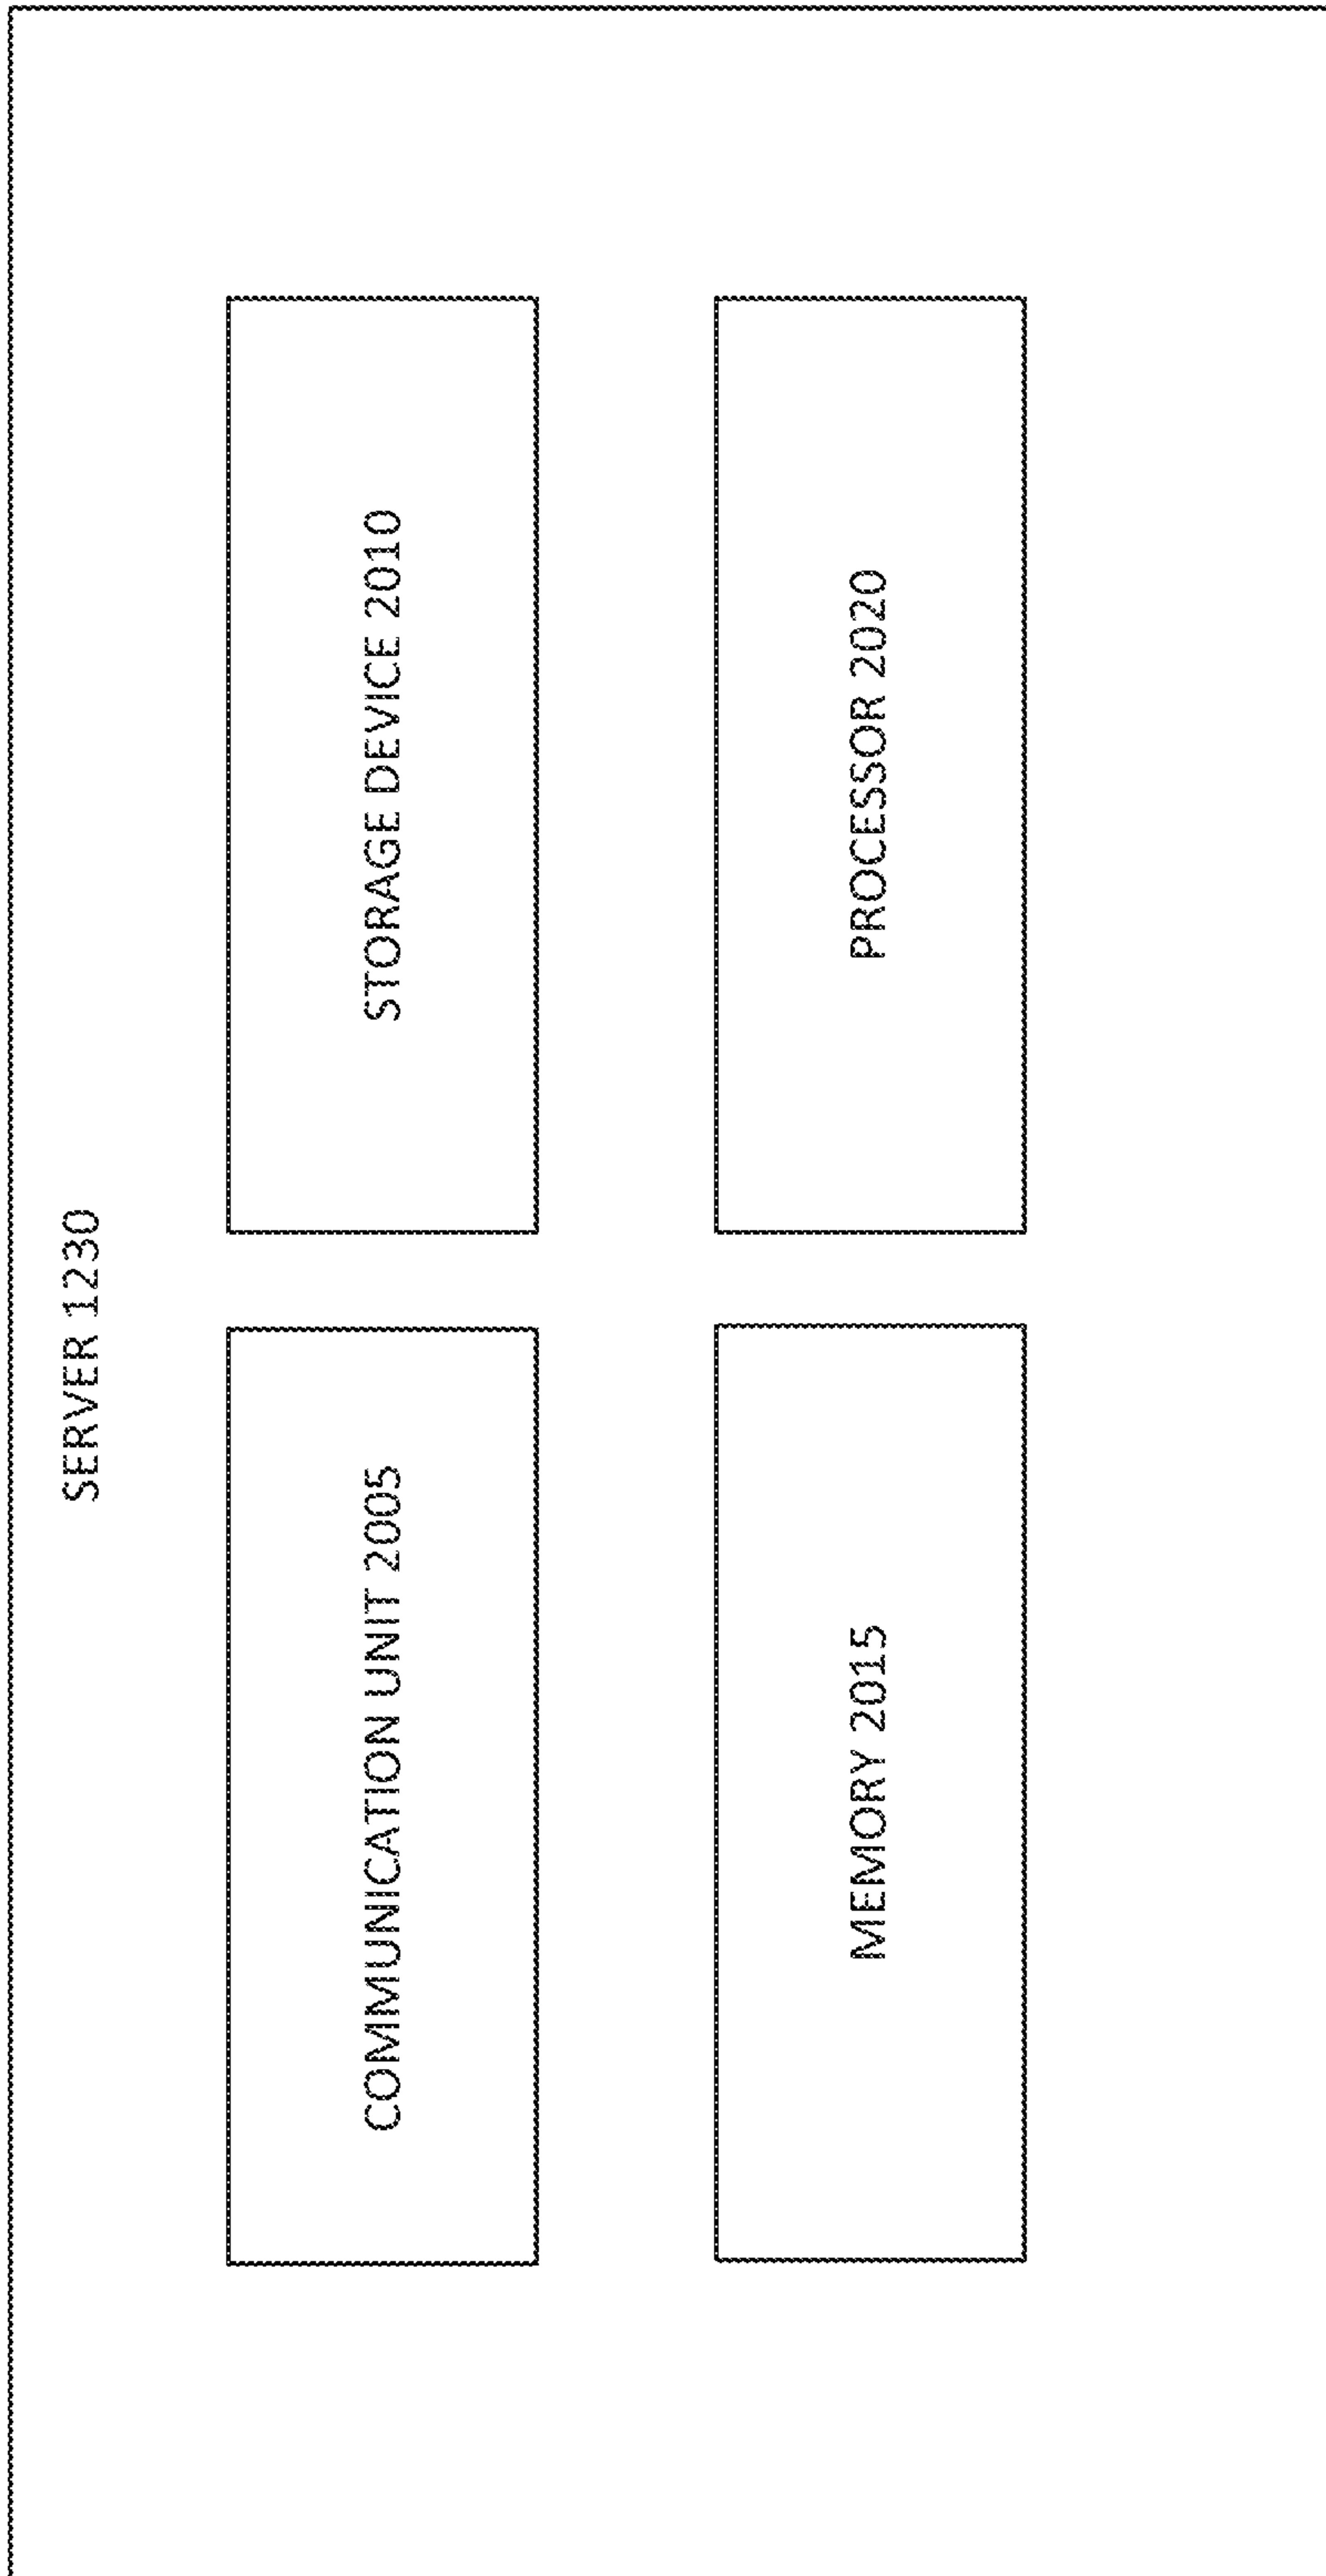 SERVER 1230
COMMUNICATION UNIT 2005
STORAGE DEVICE 2010
MEMORY 2015
PROCESSOR 2020